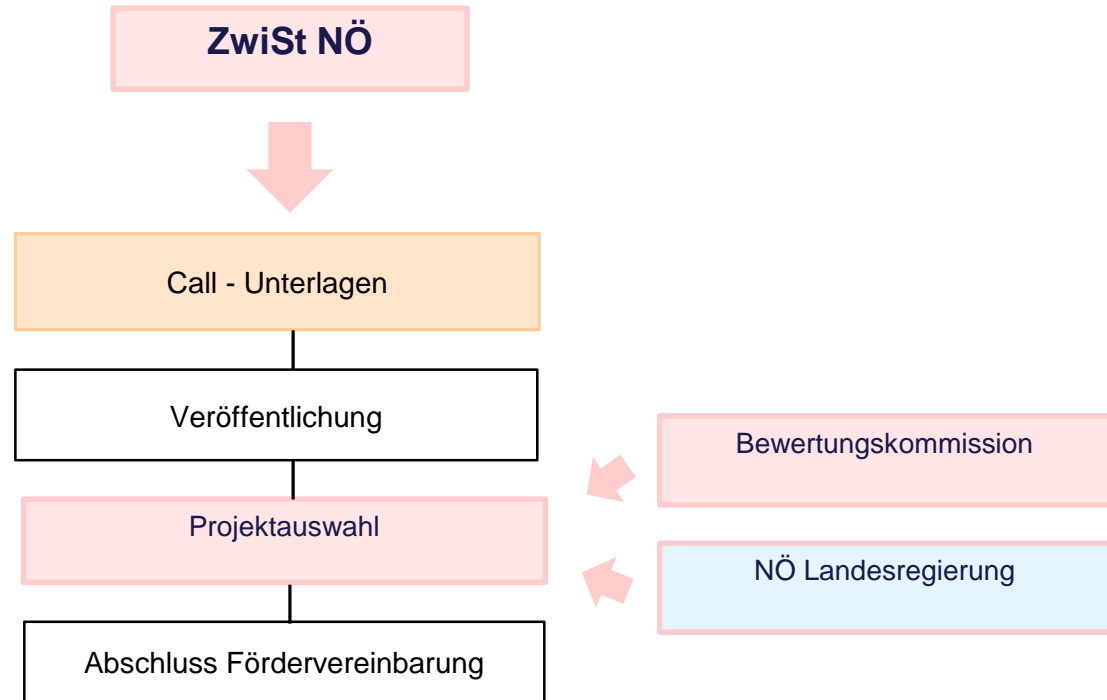 ZwiSt NÖ
Call - Unterlagen
Veröffentlichung
Bewertungskommission
Projektauswahl
NÖ Landesregierung
Abschluss Fördervereinbarung